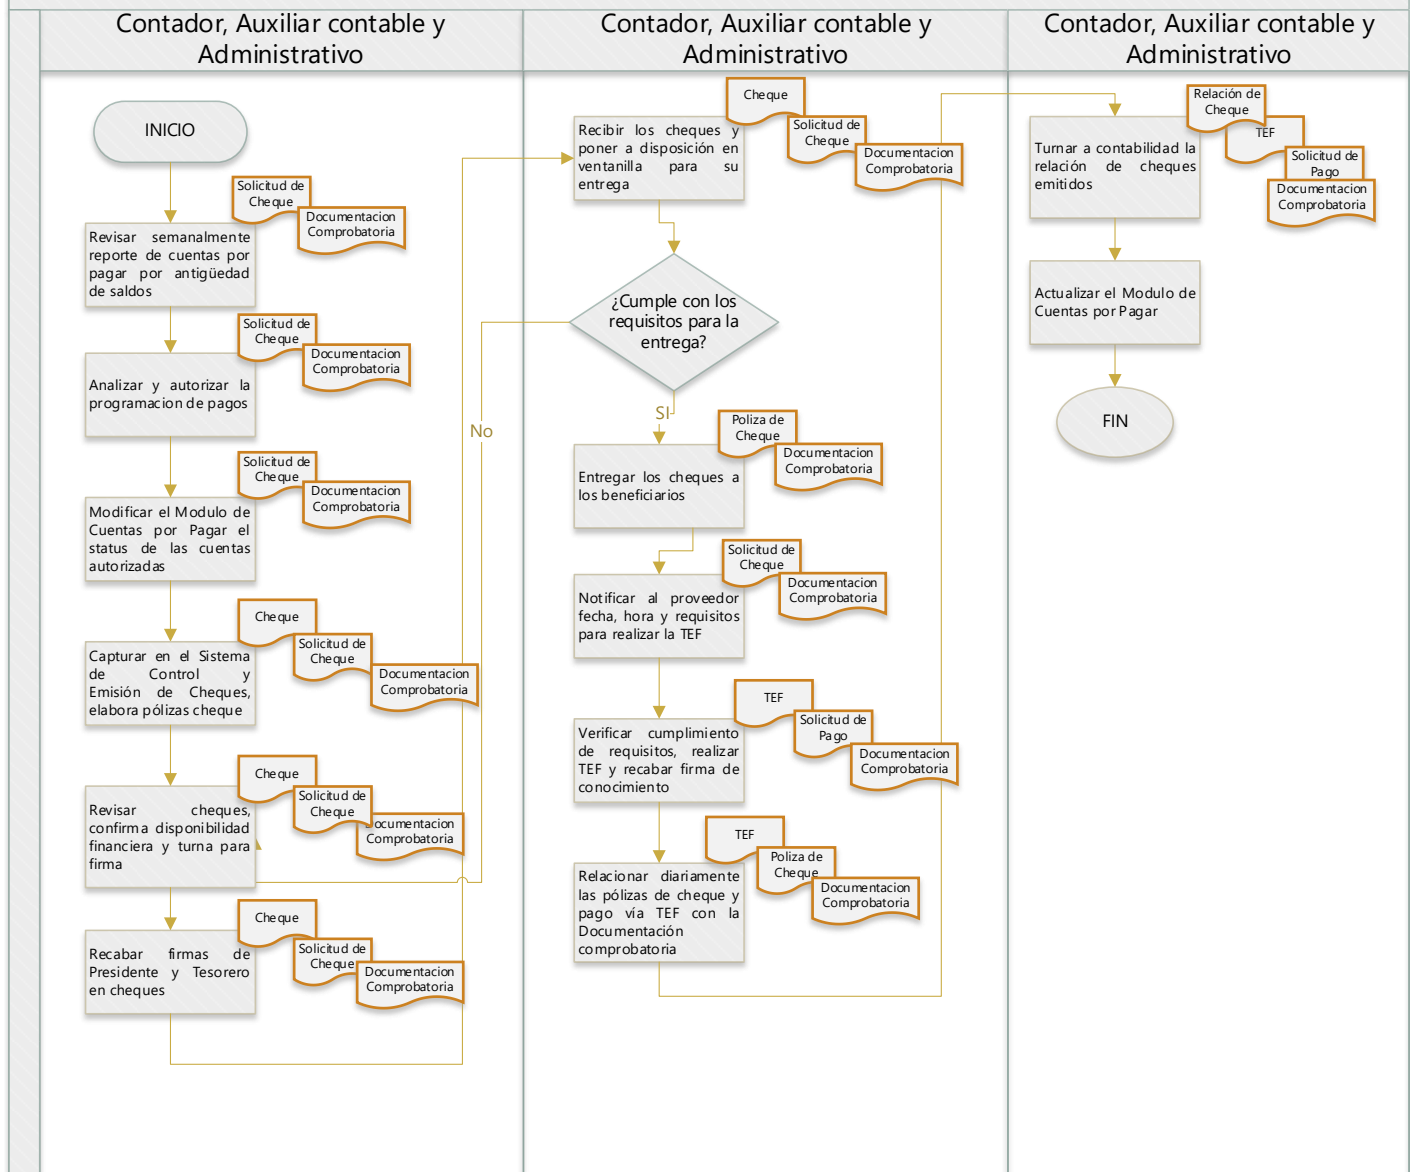 Contador, Auxiliar contable y
Administrativo
INICIO
Solicitud de
Cheque
Documentacion
Comprobatoria
Revisar semanalmente
reporte de cuentas por
pagar por antigüedad
de saldos
Solicitud de
Cheque
Documentacion
Comprobatoria
Analizar y autorizar la
programacion de pagos
Solicitud de
Cheque
Documentacion
Comprobatoria
Modificar el Modulo de
Cuentas por Pagar el
status de las cuentas
autorizadas
Cheque
Solicitud de
Cheque
Documentacion
Comprobatoria
Capturar en el Sistema
de Control y
Emisión de Cheques,
elabora pólizas cheque
Cheque
Solicitud de
Cheque
Documentacion
Comprobatoria
Revisar cheques,
confirma disponibilidad
financiera y turna para
firma
Cheque
Solicitud de
Cheque
Documentacion
Comprobatoria
Recabar firmas de
Presidente y Tesorero
en cheques
No
Contador, Auxiliar contable y
Administrativo
Cheque
Solicitud de
Cheque
Documentacion
Comprobatoria
Recibir los cheques y
poner a disposición en
ventanilla para su
entrega
¿Cumple con los
requisitos para la
entrega?
SI
Poliza de
Cheque
Documentacion
Comprobatoria
Entregar los cheques a
los beneficiarios
Solicitud de
Cheque
Documentacion
Comprobatoria
Notificar al proveedor
fecha, hora y requisitos
para realizar la TEF
TEF
Solicitud de
Pago
Documentacion
Comprobatoria
Verificar cumplimiento
de requisitos, realizar
TEF y recabar firma de
conocimiento
TEF
Poliza de
Cheque
Documentacion
Comprobatoria
Relacionar diariamente
las pólizas de cheque y
pago vía TEF con la
Documentación
comprobatoria
Contador, Auxiliar contable y
Administrativo
Relación de
Cheque
TEF
Solicitud de
Pago
Documentacion
Comprobatoria
Turnar a contabilidad la
relación de cheques
emitidos
Actualizar el Modulo de
Cuentas por Pagar
FIN